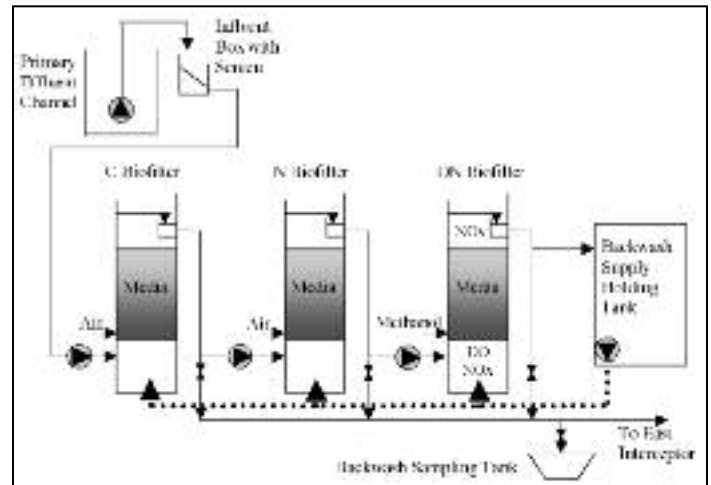 Influent
Box with
Screen
Primary
Effluent
Channel
C Biofilter
N Biofilter
DN Biofilter
NOx
Backwash
Supply
Holding
Tank
Media
Media
Media
Air
Air
Methanol
DO
NOx
To East
Interceptor
Backwash Sampling Tank